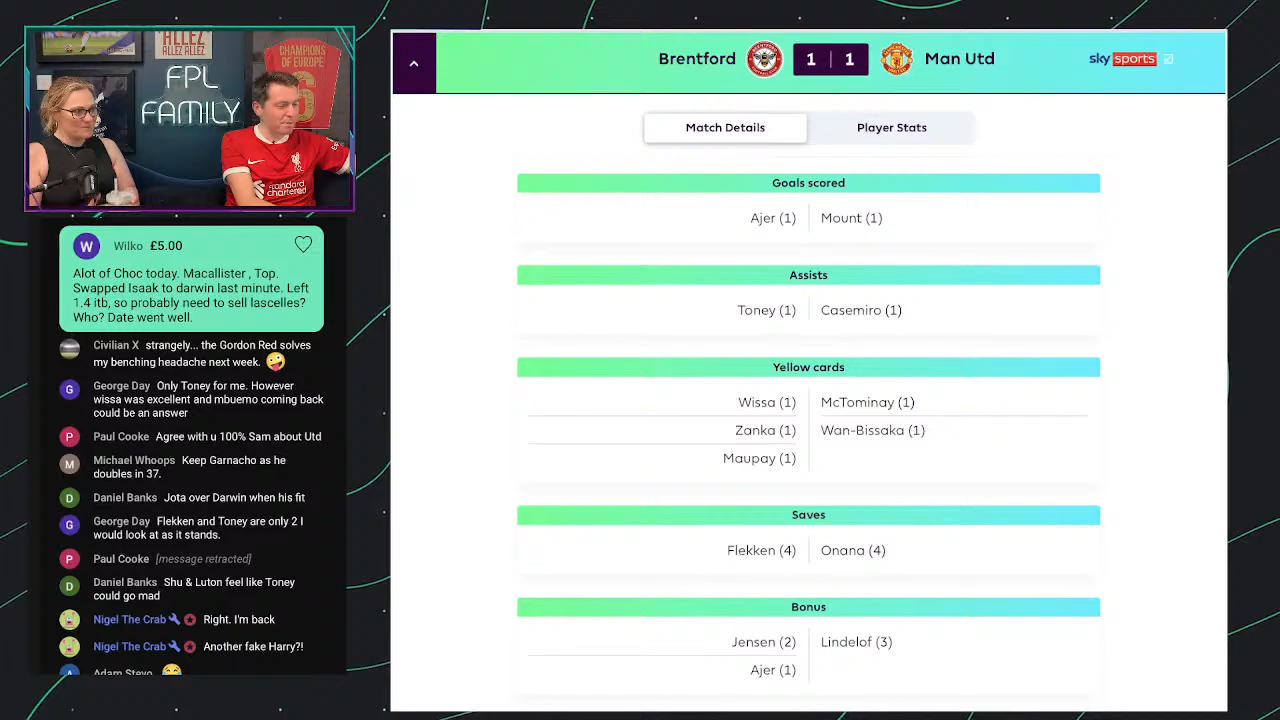 ALLEZ
ALLEZ ALLEZ
CHAMPIONS
OF EUROPE
6
FPL
FAMILY
Standard
chartered
W Wilko £5.00
Alot of Choc today. Macallister , Top.
Swapped Isaak to darwin last minute. Left
1.4 itb, so probably need to sell lascelles?
Who? Date went well.
Civilian X strangely... the Gordon Red solves
my benching headache next week. 🤪
G George Day Only Toney for me. However
wissa was excellent and mbuemo coming back
could be an answer
P Paul Cooke Agree with u 100% Sam about Utd
M Michael Whoops Keep Garnacho as he
doubles in 37.
D Daniel Banks Jota over Darwin when his fit
G George Day Flekken and Toney are only 2 I
would look at as it stands.
P Paul Cooke [message retracted]
D Daniel Banks Shu & Luton feel like Toney
could go mad
Nigel The Crab Right. I'm back
Nigel The Crab Another fake Harry?!
A Adam Stevo 😂
Brentford 1 | 1 Man Utd
sky sports
Match Details Player Stats
Goals scored
Ajer (1) Mount (1)
Assists
Toney (1) Casemiro (1)
Yellow cards
Wissa (1) McTominay (1)
Zanka (1) Wan-Bissaka (1)
Maupay (1)
Saves
Flekken (4) Onana (4)
Bonus
Jensen (2) Lindelof (3)
Ajer (1)